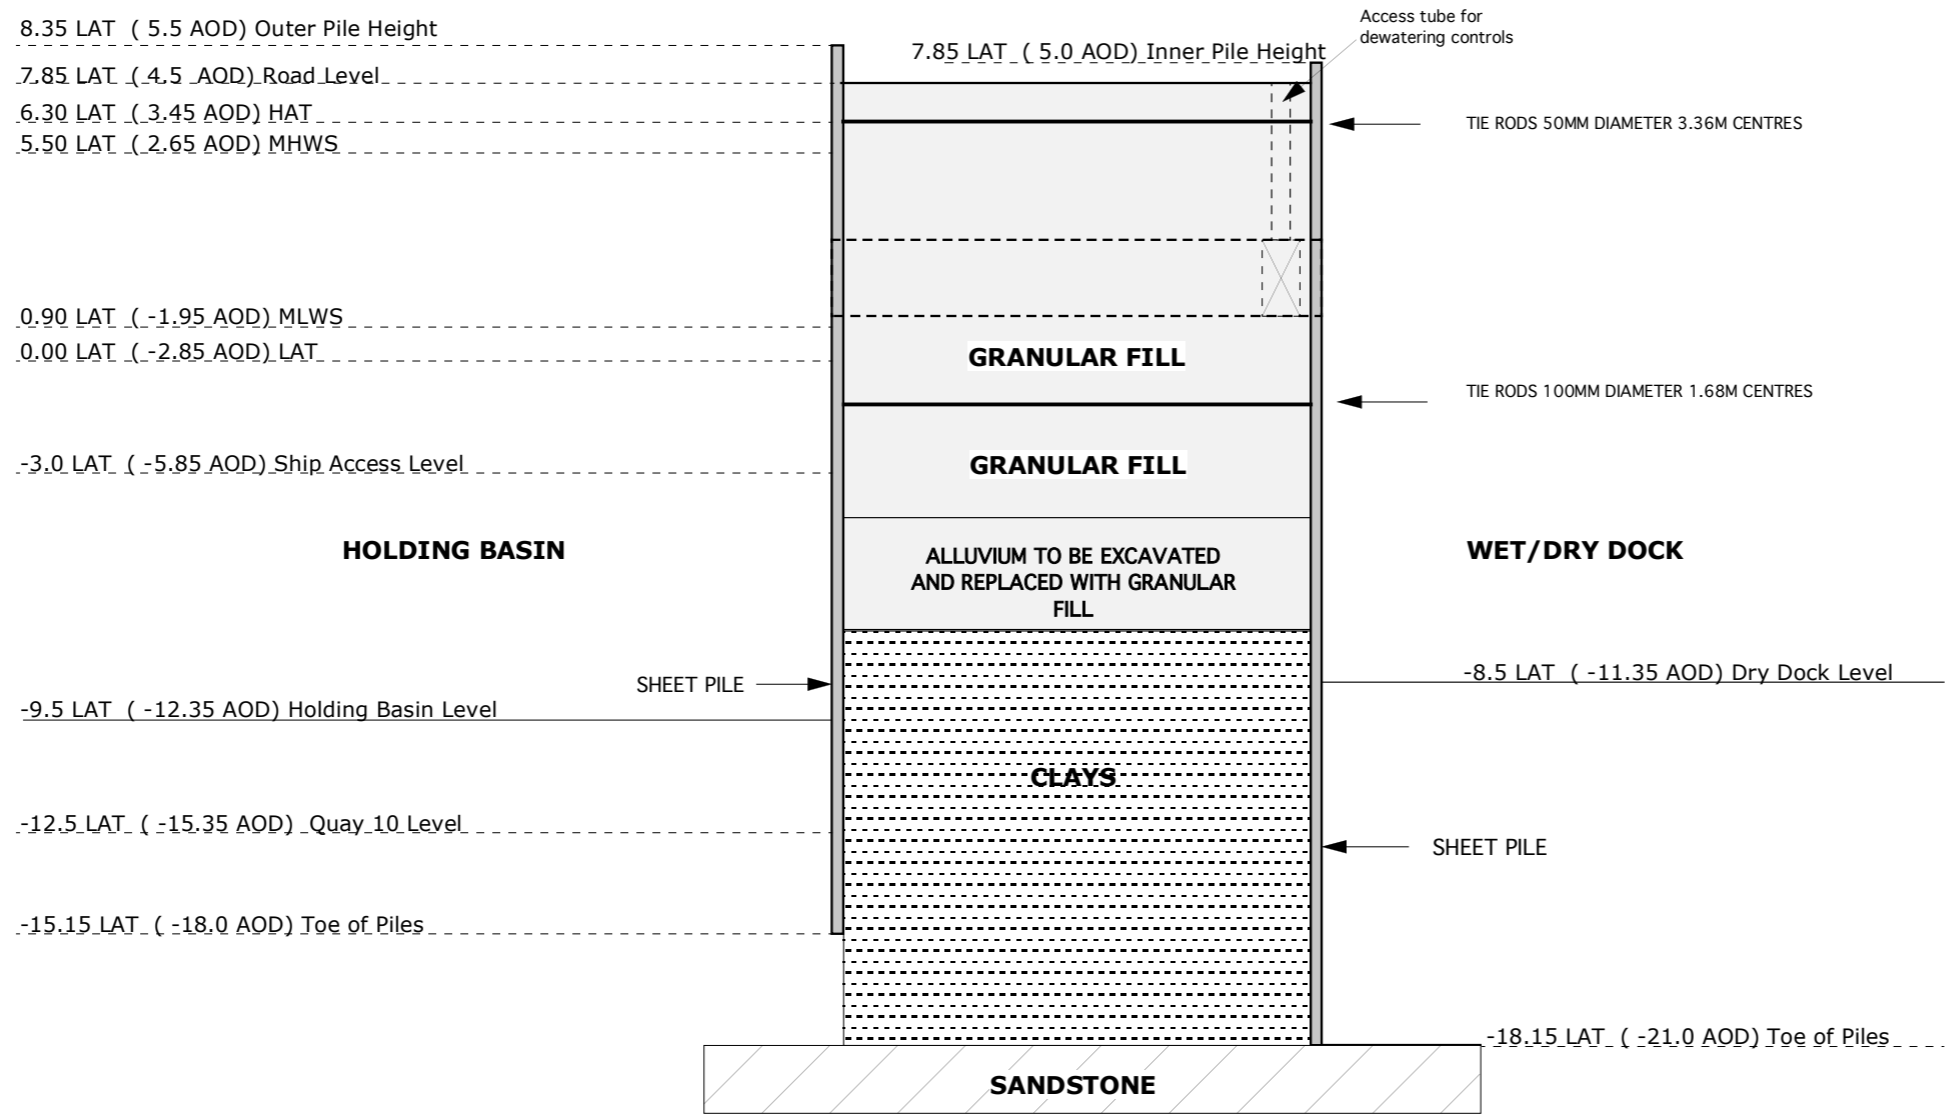 8.35 LAT ( 5.5 AOD) Outer Pile Height
Access tube for
dewatering controls
7.85 LAT ( 5.0 AOD) Inner Pile Height
7.85 LAT ( 4.5 AOD) Road Level
6.30 LAT ( 3.45 AOD) HAT
TIE RODS 50MM DIAMETER 3.36M CENTRES
5.50 LAT ( 2.65 AOD) MHWS
0.90 LAT ( -1.95 AOD) MLWS
0.00 LAT ( -2.85 AOD) LAT
GRANULAR FILL
TIE RODS 100MM DIAMETER 1.68M CENTRES
-3.0 LAT ( -5.85 AOD) Ship Access Level
GRANULAR FILL
HOLDING BASIN
ALLUVIUM TO BE EXCAVATED
AND REPLACED WITH GRANULAR
FILL
WET/DRY DOCK
-8.5 LAT ( -11.35 AOD) Dry Dock Level
SHEET PILE
-9.5 LAT ( -12.35 AOD) Holding Basin Level
CLAYS
-12.5 LAT ( -15.35 AOD) Quay 10 Level
SHEET PILE
-15.15 LAT ( -18.0 AOD) Toe of Piles
-18.15 LAT ( -21.0 AOD) Toe of Piles
SANDSTONE